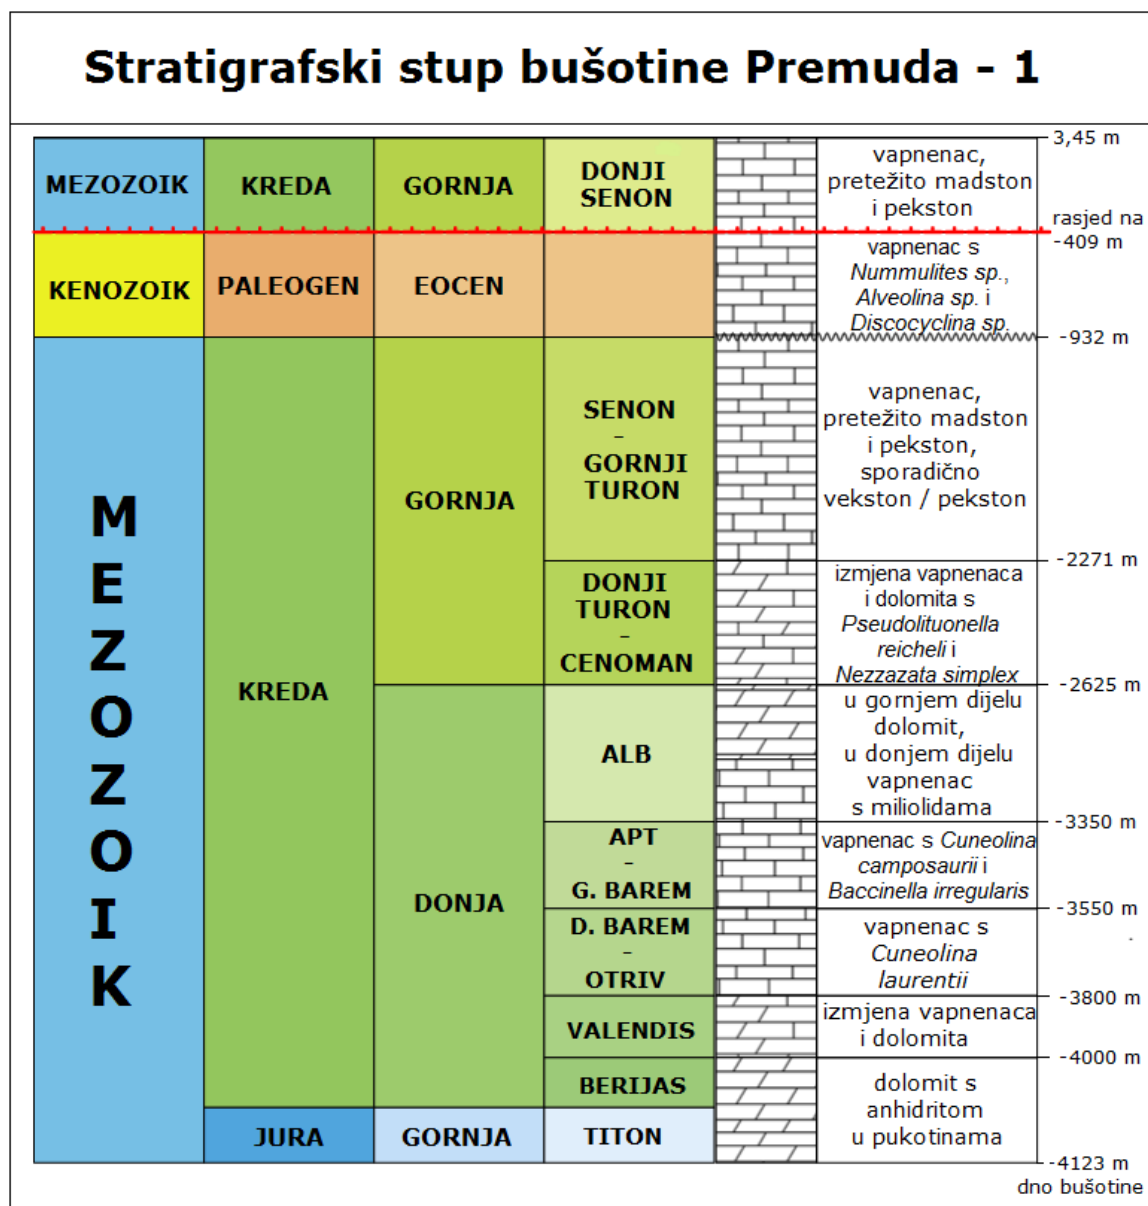 Stratigrafski stup bušotine Premuda - 1
3,45 m
MEZOZOIK
KREDA
GORNJA
DONJI
SENON
vapnenac,
pretežito madston
i pekston
rasjed na
-409 m
KENOZOIK
PALEOGEN
EOCEN
vapnenac s
Nummulites sp.,
Alveolina sp. i
Discocyclina sp.
-932 m
M
E
Z
O
Z
O
I
K
KREDA
GORNJA
SENON
-
GORNJI
TURON
vapnenac,
pretežito madston
i pekston,
sporadično
vekston / pekston
-2271 m
DONJI
TURON
-
CENOMAN
izmjena vapnenaca
i dolomita s
Pseudolituonella
reicheli i
Nezzazata simplex
-2625 m
DONJA
ALB
u gornjem dijelu
dolomit,
u donjem dijelu
vapnenac
s miliolidama
-3350 m
APT
-
G. BAREM
vapnenac s Cuneolina
camposaurii i
Baccinella irregularis
-3550 m
D. BAREM
-
OTRIV
vapnenac s
Cuneolina
laurentii
-3800 m
VALENDIS
izmjena vapnenaca
i dolomita
-4000 m
BERIJAS
dolomit s
anhidritom
u pukotinama
JURA
GORNJA
TITON
-4123 m
dno bušotine